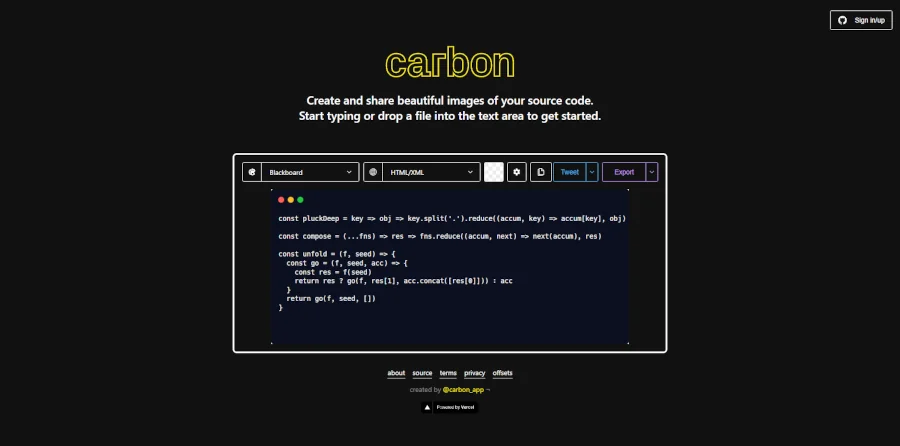 Sign in/up
carbon
Create and share beautiful images of your source code.
Start typing or drop a file into the text area to get started.
Blackboard HTML/XML Tweet Export
const pluckDeep = key => obj => key.split('.').reduce((accum, key) => accum[key], obj)
const compose = (...fns) => res => fns.reduce((accum, next) => next(accum), res)
const unfold = (f, seed) => {
  const go = (f, seed, acc) => {
    const res = f(seed)
    return res ? go(f, res[1], acc.concat([res[0]])) : acc
  }
  return go(f, seed, [])
}
about source terms privacy offsets
created by @carbon_app →
Powered by Vercel